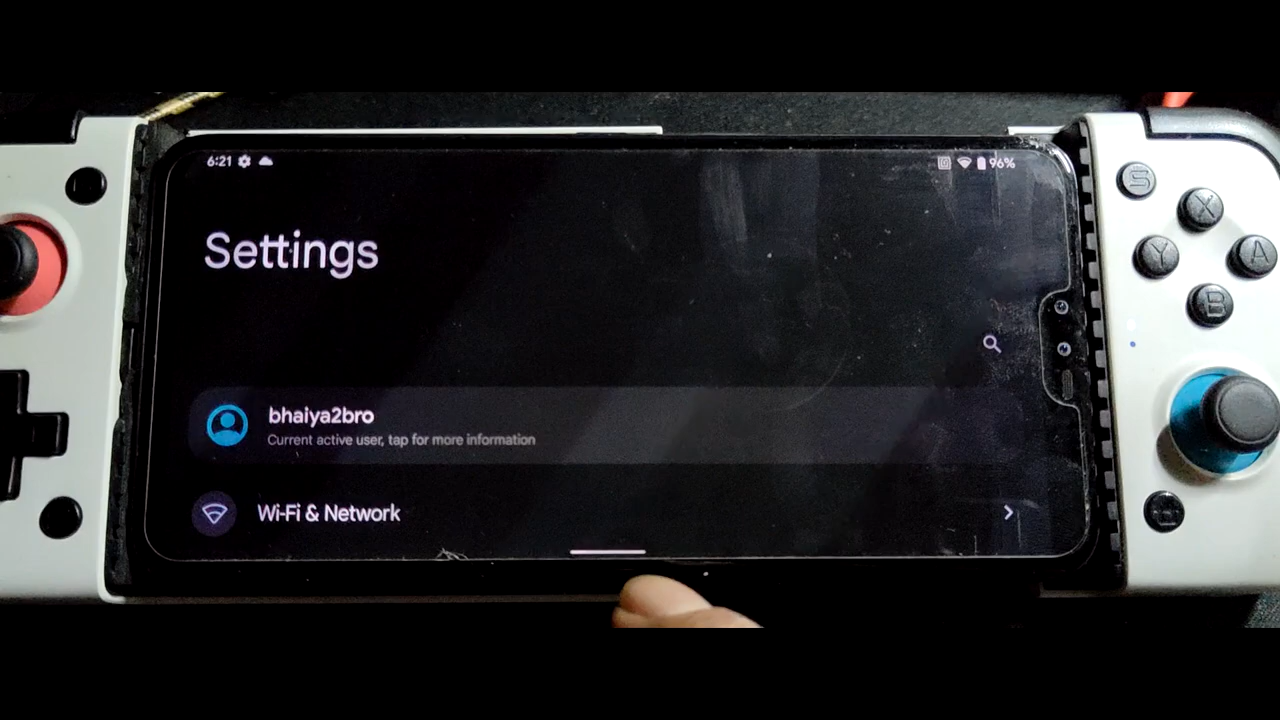 6:21
96%
Settings
bhaiya2bro
Current active user, tap for more information
Wi-Fi & Network
S
X
Y
A
B